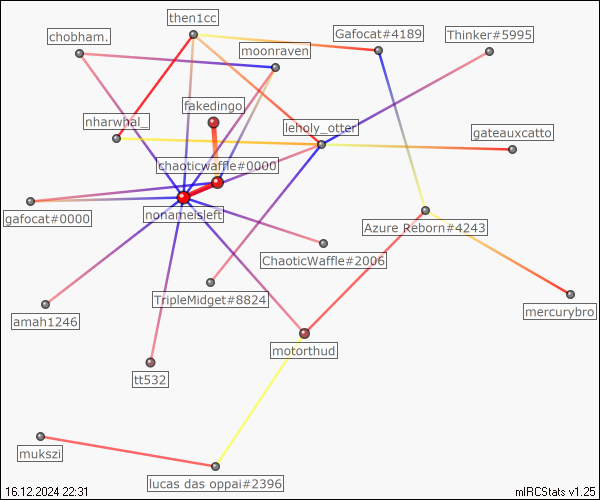 then1cc
chobham.
Gafocat#4189
Thinker#5995
moonraven
fakedingo
nharwhal_
leholy_otter
gateauxcatto
chaoticwaffle#0000
gafocat#0000
nonameisleft
Azure Reborn#4243
ChaoticWaffle#2006
TripleMidget#8824
mercurybro
amah1246
motorthud
tt532
mukszi
lucas das oppai#2396
16.12.2024 22:31
mIRCStats v1.25